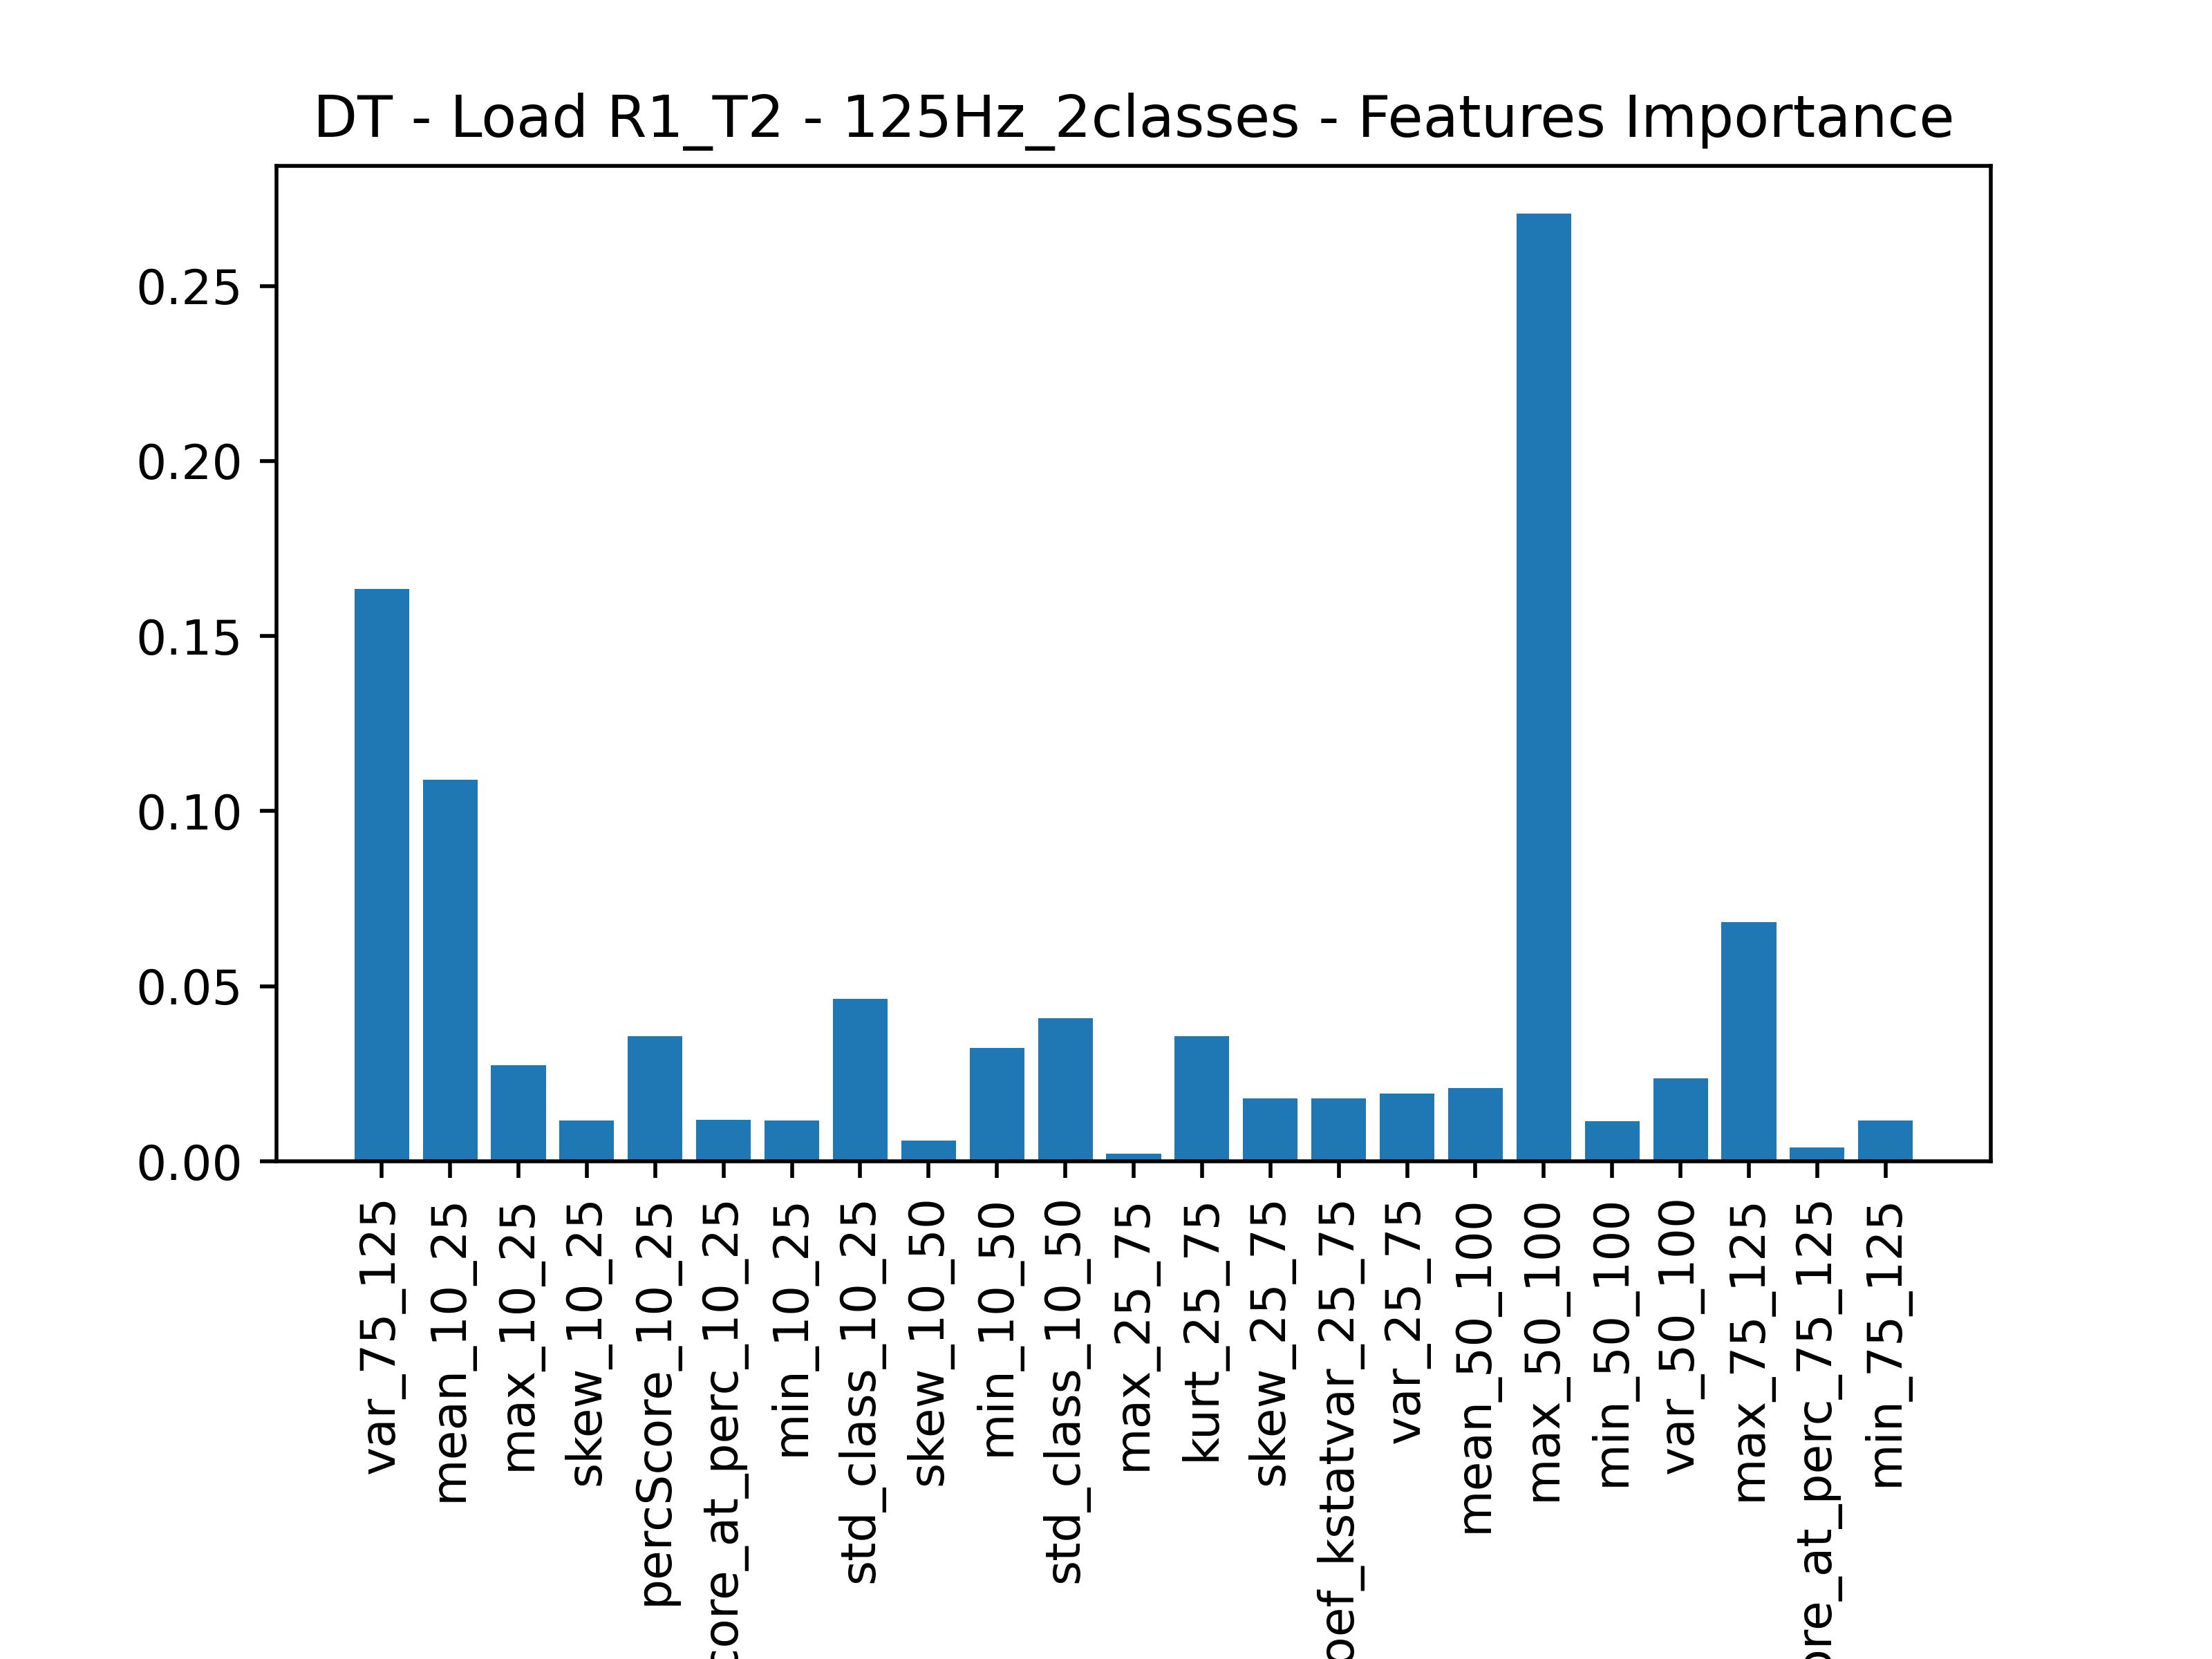 DT - Load R1_T2 - 125Hz_2classes - Features Importance
0.25
0.20
0.15
0.10
0.05
0.00
var_75_125
mean_10_25
max_10_25
skew_10_25
percScore_10_25
core_at_perc_10_25
min_10_25
std_class_10_25
skew_10_50
min_10_50
std_class_10_50
max_25_75
kurt_25_75
skew_25_75
oef_kstatvar_25_75
var_25_75
mean_50_100
max_50_100
min_50_100
var_50_100
max_75_125
ore_at_perc_75_125
min_75_125